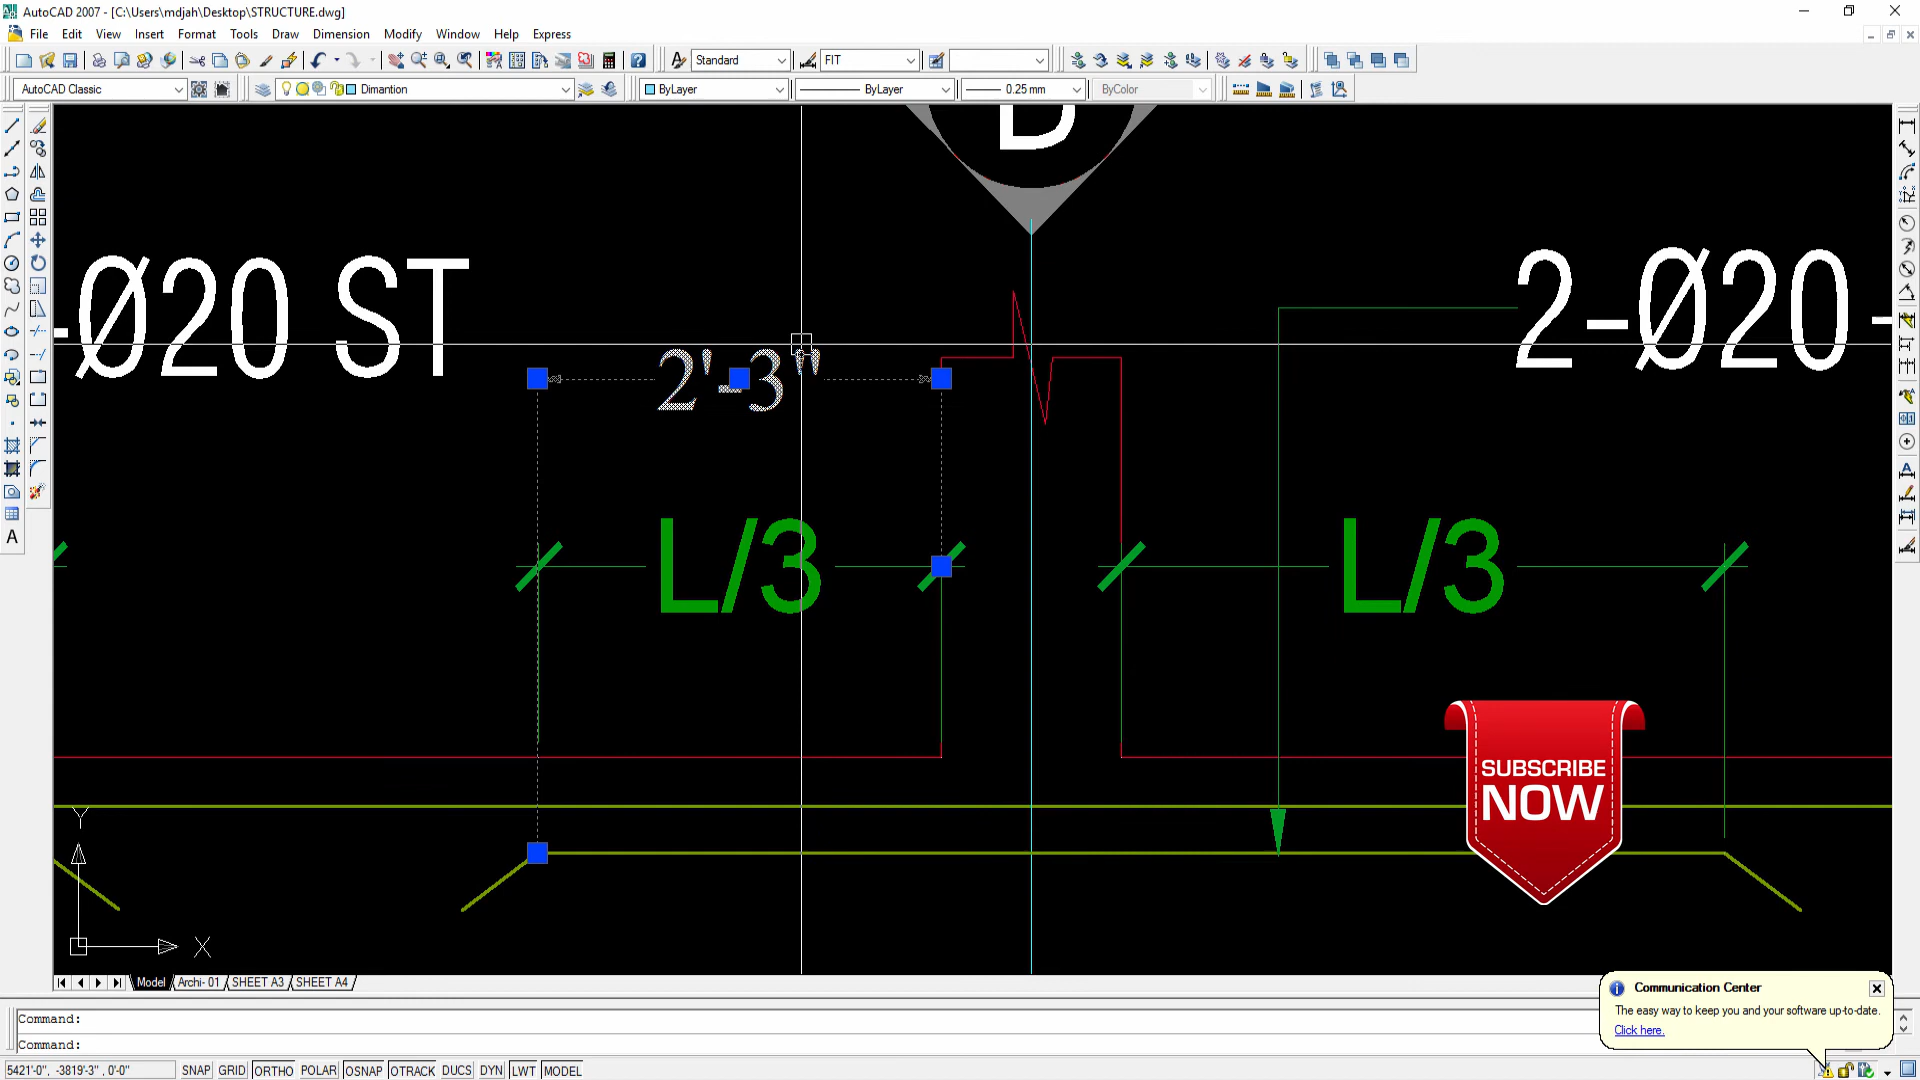 AutoCAD 2007 - [C:\Users\mdjah\Desktop\STRUCTURE.dwg]
File Edit View Insert Format Tools Draw Dimension Modify Window Help Express
Standard FIT
AutoCAD Classic Dimantion ByLayer ByLayer 0.25 mm ByColor
-Ø20 ST
2'-3"
2-Ø20 -
L/3
L/3
SUBSCRIBE
NOW
Y
X
Model Archi- 01 SHEET A3 SHEET A4
Command:
Command:
Communication Center
The easy way to keep you and your software up-to-date.
Click here.
5421'-0", -3819'-3" , 0'-0" SNAP GRID ORTHO POLAR OSNAP OTRACK DUCS DYN LWT MODEL